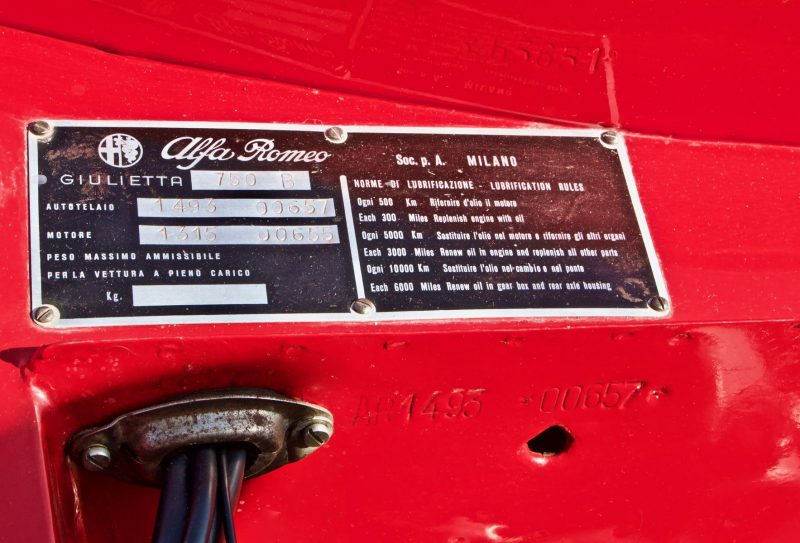 Alfa Romeo
Soc. p. A. MILANO
GIULIETTA 750 B
AUTOTELAIO 1493 00657
MOTORE 1315 00655
PESO MASSIMO AMMISSIBILE
PER LA VETTURA A PIENO CARICO
Kg.
NORME DI LUBRIFICAZIONE - LUBRIFICATION RULES
Ogni 500 Km Rifornire d'olio il motore
Each 300 Miles Replenish engine with oil
Ogni 5000 Km Sostituire l'olio nel motore e rifornire gli altri organi
Each 3000 Miles Renew oil in engine and replenish all other parts
Ogni 10000 Km Sostituire l'olio nel cambio e nel ponte
Each 6000 Miles Renew oil in gear box and rear axle housing
AR 1493 *00657*